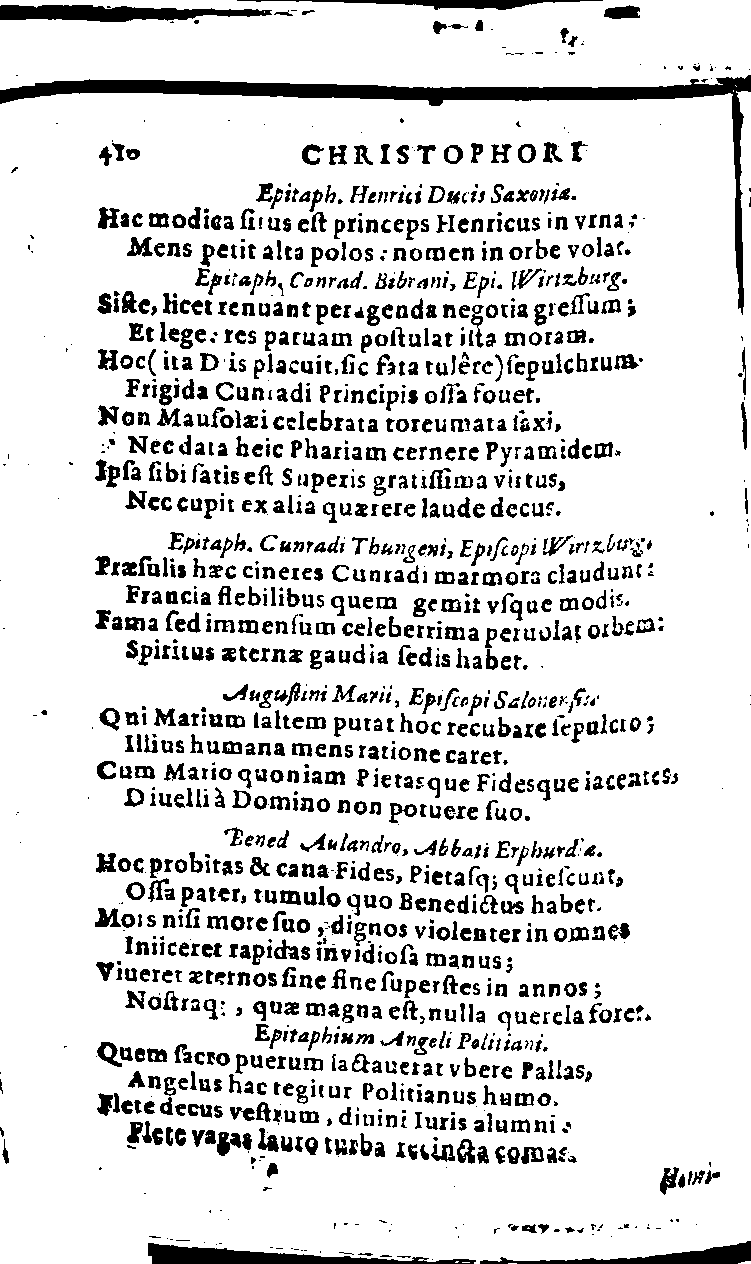 410 CHRISTOPHORI
Epitaph. Henrici Ducis Saxoniæ.
Hac modica situs est princeps Henricus in vrna:
Mens petit alta polos: nomen in orbe volat.
Epitaph. Conrad. Bibrani, Epi. Wirtzburg.
Siste, licet renuant peragenda negotia gressum;
Et lege: res paruam postulat ista moram.
Hoc (ita Dis placuit, sic fata tulêre) sepulchrum
Frigida Cunradi Principis ossa fouet.
Non Mausolæi celebrata toreumata saxi,
Nec data heic Phariam cernere Pyramidem.
Ipsa sibi satis est Superis gratissima virtus,
Nec cupit ex alia quærere laude decus.
Epitaph. Cunradi Thungeni, Episcopi Wirtzburg.
Præsulis hæc cineres Cunradi marmora claudunt:
Francia flebilibus quem gemit vsque modis.
Fama sed immensum celeberrima peruolat orbem:
Spiritus æternæ gaudia sedis habet.
Augustini Marii, Episcopi Salonensis
Qui Marium saltem putat hoc recubare sepulcro;
Illius humana mens ratione caret.
Cum Mario quoniam Pietasque Fidesque iacentes,
Diuelli à Domino non potuere suo.
Bened Aulandro, Abbati Erphurdiæ.
Hoc probitas & cana Fides, Pietasq; quiescunt,
Ossa pater, tumulo quo Benedictus habet.
Mors nisi more suo, dignos violenter in omnes
Iniiceret rapidas inuidiosa manus;
Viueret æternos sine fine superstes in annos;
Nostraq; , quæ magna est, nulla querela foret.
Epitaphium Angeli Politiani.
Quem sacro puerum lactauerat vbere Pallas,
Angelus hac tegitur Politianus humo.
Flete decus vestrum, diuini Iuris alumni:
Flete vagas lauro turba reuincta comas.